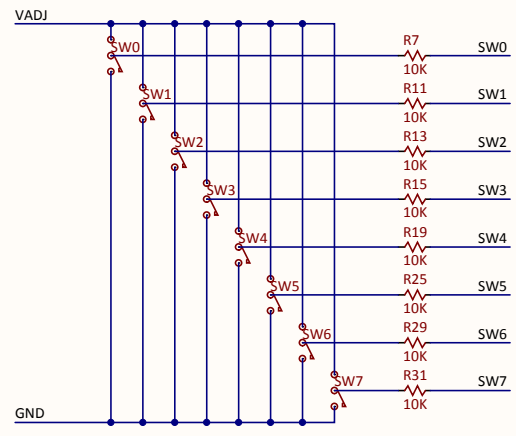 VADJ
SW0 R7 SW0
10K
SW1 R11 SW1
10K
SW2 R13 SW2
10K
SW3 R15 SW3
10K
SW4 R19 SW4
10K
SW5 R25 SW5
10K
SW6 R29 SW6
10K
SW7 R31 SW7
10K
GND